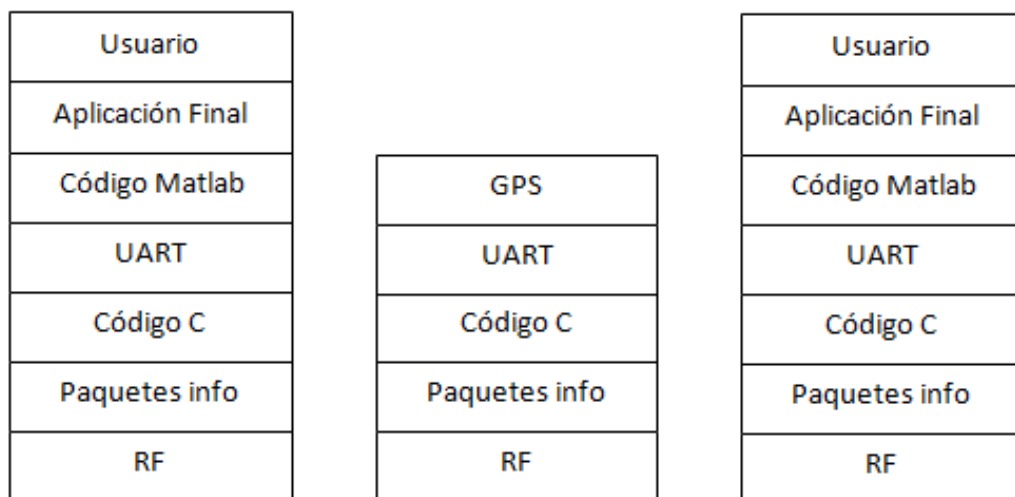 Usuario
Aplicación Final
Código Matlab
UART
Código C
Paquetes info
RF
GPS
UART
Código C
Paquetes info
RF
Usuario
Aplicación Final
Código Matlab
UART
Código C
Paquetes info
RF